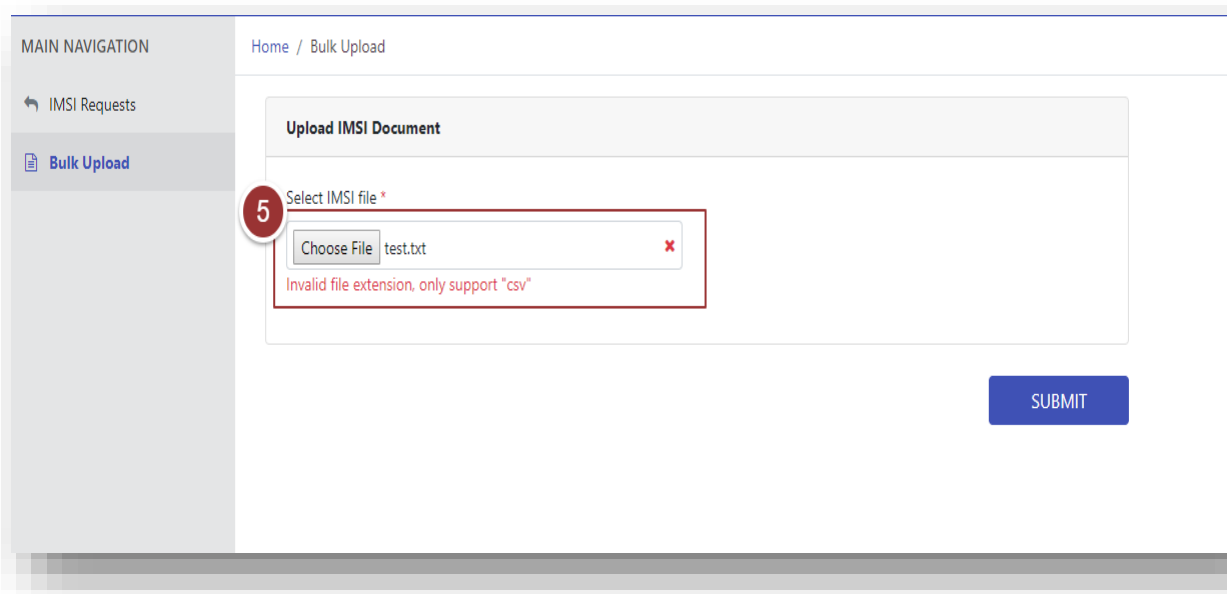 MAIN NAVIGATION
Home / Bulk Upload
IMSI Requests
Bulk Upload
Upload IMSI Document
Select IMSI file *
5
Choose File test.txt
Invalid file extension, only support "csv"
SUBMIT